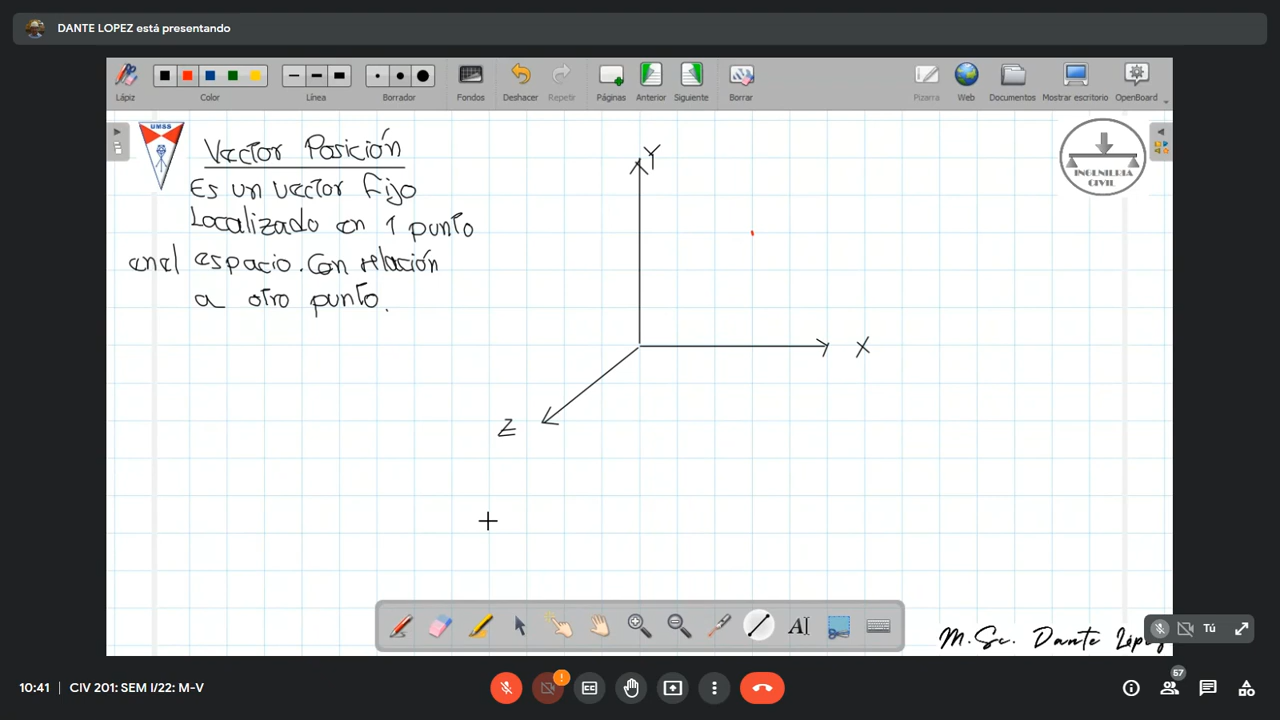 DANTE LOPEZ está presentando
Lápiz
Color
Línea
Borrador
Fondos
Deshacer
Repetir
Páginas
Anterior
Siguiente
Borrar
Pizarra
Web
Documentos
Mostrar escritorio
OpenBoard
UMSS
Vector Posición
Es un vector fijo
Localizado en 1 punto
en el espacio. Con relación
a otro punto.
Y
X
Z
INGENIERIA
CIVIL
AI
M.Sc. Dante López
Tú
10:41 | CIV 201: SEM I/22: M-V
57